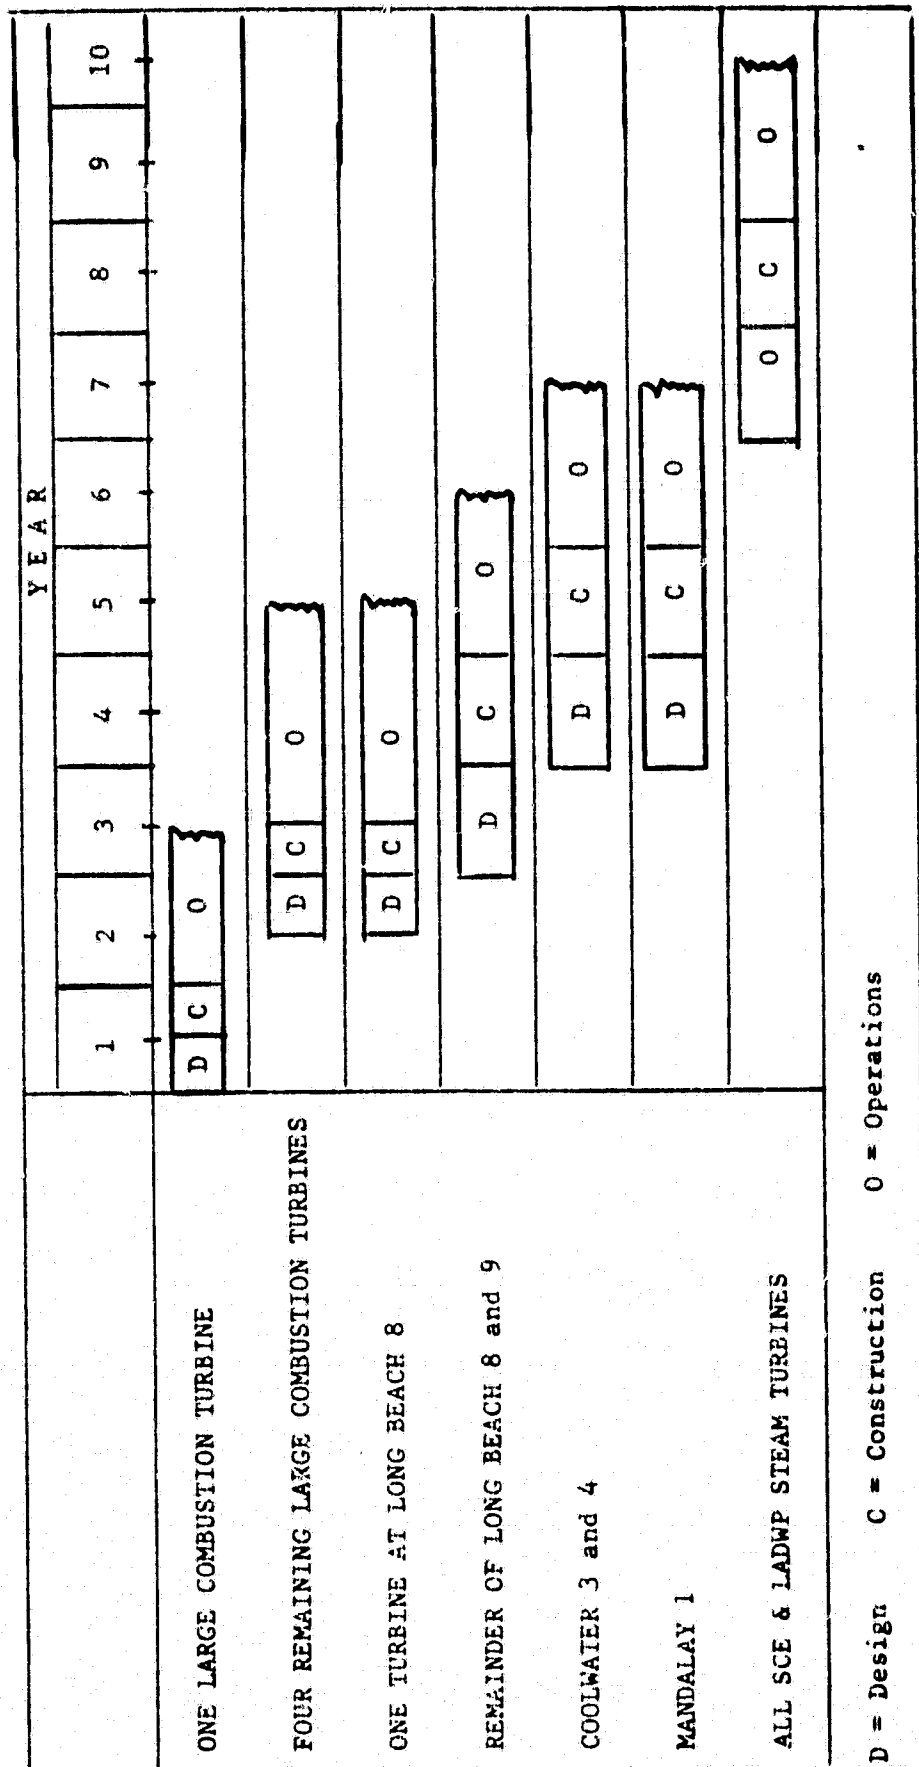 YEAR
1 2 3 4 5 6 7 8 9 10
ONE LARGE COMBUSTION TURBINE D C O
FOUR REMAINING LARGE COMBUSTION TURBINES D C O
ONE TURBINE AT LONG BEACH 8 D C O
REMAINDER OF LONG BEACH 8 and 9 D C O
COOLWATER 3 and 4 D C O
MANDALAY 1 D C O
ALL SCE & LADWP STEAM TURBINES O C O
D = Design C = Construction O = Operations